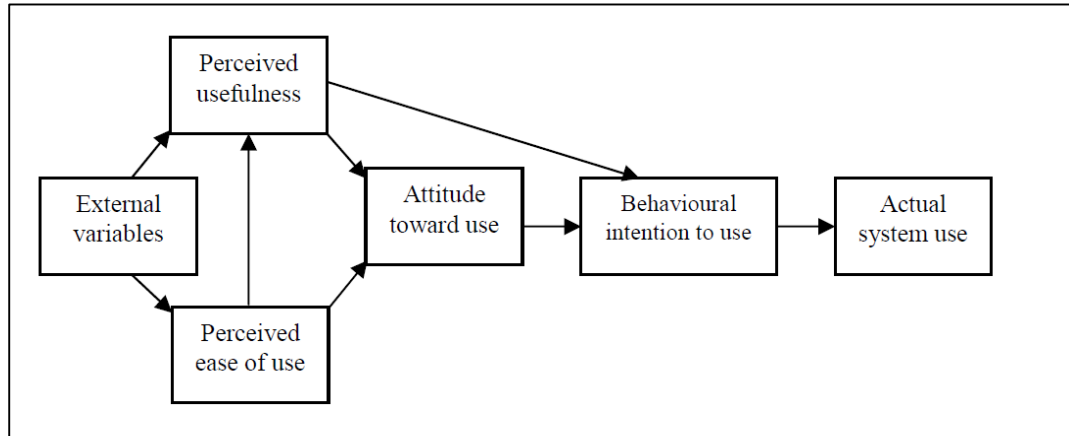 Perceived
usefulness
External
variables
Attitude
toward use
Behavioural
intention to use
Actual
system use
Perceived
ease of use